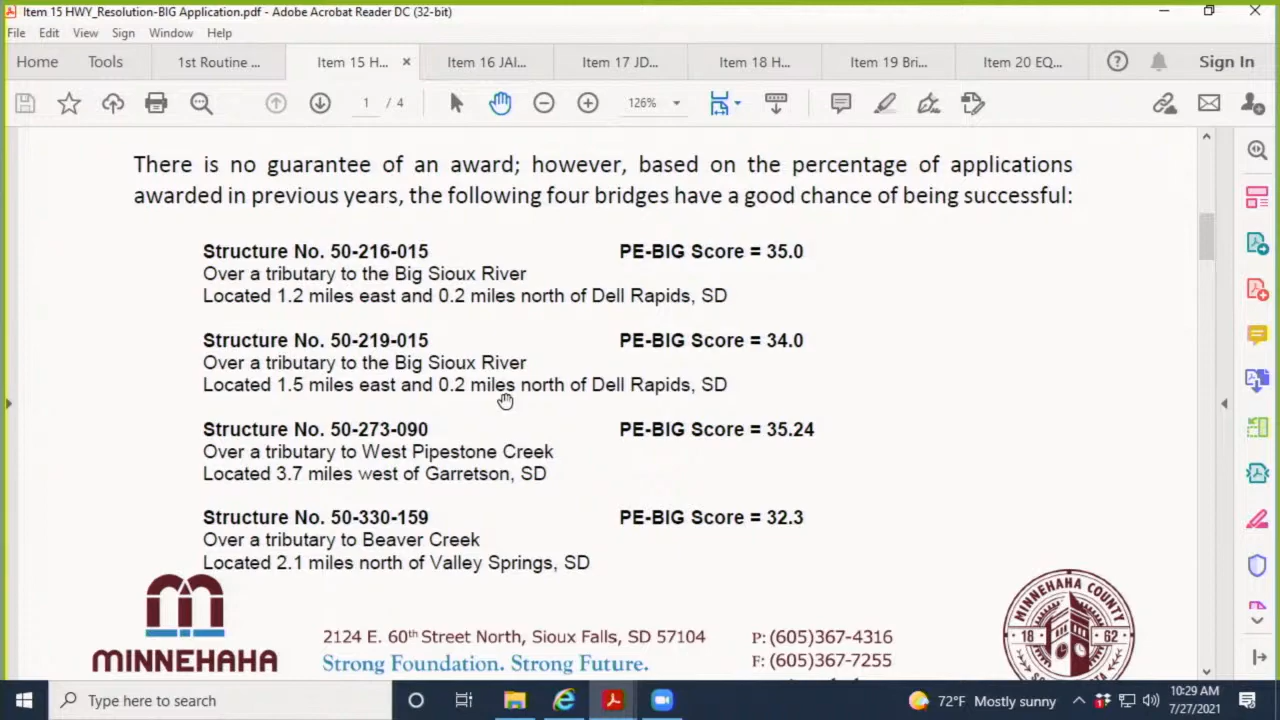 Item 15 HWY_Resolution-BIG Application.pdf - Adobe Acrobat Reader DC (32-bit)
File Edit View Sign Window Help
Home Tools 1st Routine ... Item 15 H... Item 16 JAI... Item 17 JD... Item 18 H... Item 19 Bri... Item 20 EQ... Sign In
1 / 4 126%
There is no guarantee of an award; however, based on the percentage of applications
awarded in previous years, the following four bridges have a good chance of being successful:
Structure No. 50-216-015 PE-BIG Score = 35.0
Over a tributary to the Big Sioux River
Located 1.2 miles east and 0.2 miles north of Dell Rapids, SD
Structure No. 50-219-015 PE-BIG Score = 34.0
Over a tributary to the Big Sioux River
Located 1.5 miles east and 0.2 miles north of Dell Rapids, SD
Structure No. 50-273-090 PE-BIG Score = 35.24
Over a tributary to West Pipestone Creek
Located 3.7 miles west of Garretson, SD
Structure No. 50-330-159 PE-BIG Score = 32.3
Over a tributary to Beaver Creek
Located 2.1 miles north of Valley Springs, SD
MINNEHAHA
2124 E. 60th Street North, Sioux Falls, SD 57104 P: (605)367-4316
Strong Foundation. Strong Future. F: (605)367-7255
MINNEHAHA COUNTY
18 62
Type here to search
72°F Mostly sunny
10:29 AM
7/27/2021